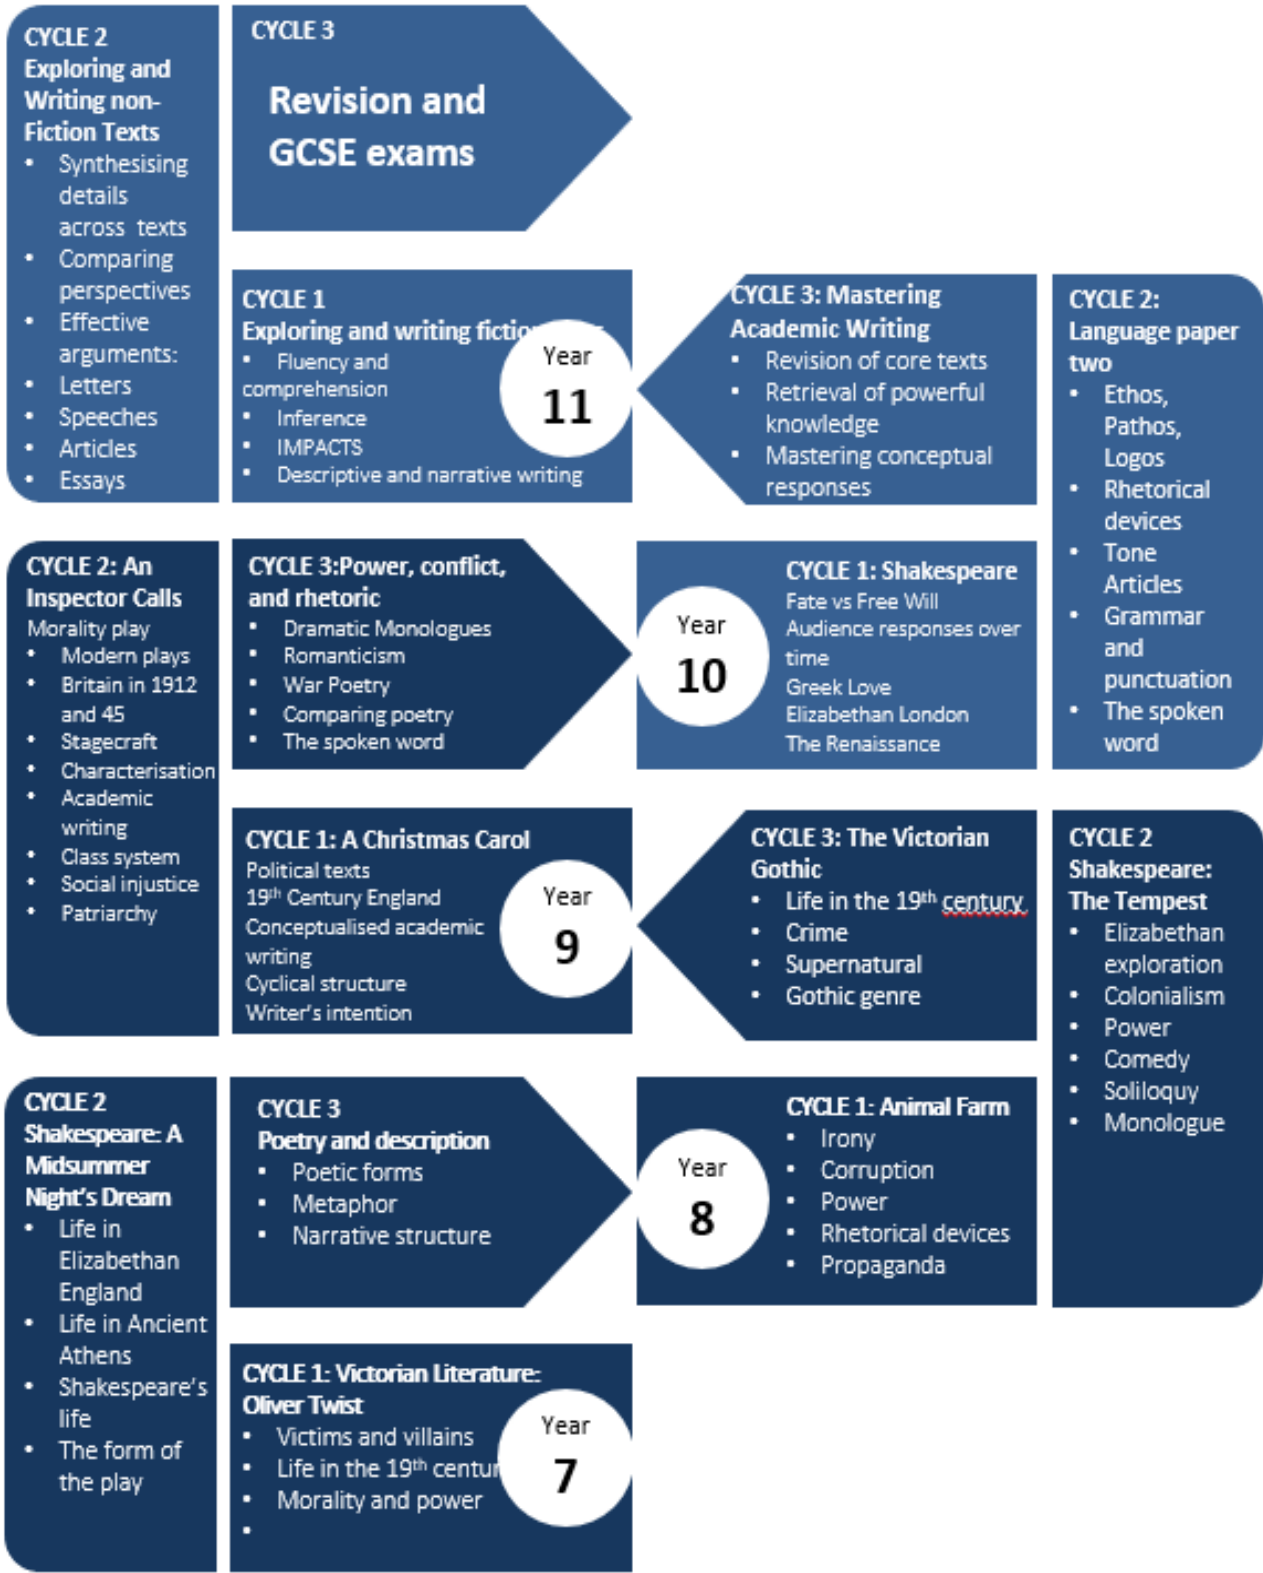 CYCLE 2
Exploring and
Writing non-
Fiction Texts
• Synthesising
details
across texts
• Comparing
perspectives
• Effective
arguments:
• Letters
• Speeches
• Articles
• Essays
CYCLE 3
Revision and
GCSE exams
CYCLE 1
Exploring and writing fiction
• Fluency and
comprehension
• Inference
• IMPACTS
• Descriptive and narrative writing
Year
11
CYCLE 3: Mastering
Academic Writing
• Revision of core texts
• Retrieval of powerful
knowledge
• Mastering conceptual
responses
CYCLE 2:
Language paper
two
• Ethos,
Pathos,
Logos
• Rhetorical
devices
• Tone
Articles
• Grammar
and
punctuation
• The spoken
word
CYCLE 2: An
Inspector Calls
Morality play
• Modern plays
• Britain in 1912
and 45
• Stagecraft
• Characterisation
• Academic
writing
• Class system
• Social injustice
• Patriarchy
CYCLE 3:Power, conflict,
and rhetoric
• Dramatic Monologues
• Romanticism
• War Poetry
• Comparing poetry
• The spoken word
Year
10
CYCLE 1: Shakespeare
Fate vs Free Will
Audience responses over
time
Greek Love
Elizabethan London
The Renaissance
CYCLE 1: A Christmas Carol
Political texts
19th Century England
Conceptualised academic
writing
Cyclical structure
Writer's intention
Year
9
CYCLE 3: The Victorian
Gothic
• Life in the 19th century
• Crime
• Supernatural
• Gothic genre
CYCLE 2
Shakespeare:
The Tempest
• Elizabethan
exploration
• Colonialism
• Power
• Comedy
• Soliloquy
• Monologue
CYCLE 2
Shakespeare: A
Midsummer
Night's Dream
• Life in
Elizabethan
England
• Life in Ancient
Athens
• Shakespeare's
life
• The form of
the play
CYCLE 3
Poetry and description
• Poetic forms
• Metaphor
• Narrative structure
Year
8
CYCLE 1: Animal Farm
• Irony
• Corruption
• Power
• Rhetorical devices
• Propaganda
CYCLE 1: Victorian Literature:
Oliver Twist
• Victims and villains
• Life in the 19th centur
• Morality and power
•
Year
7